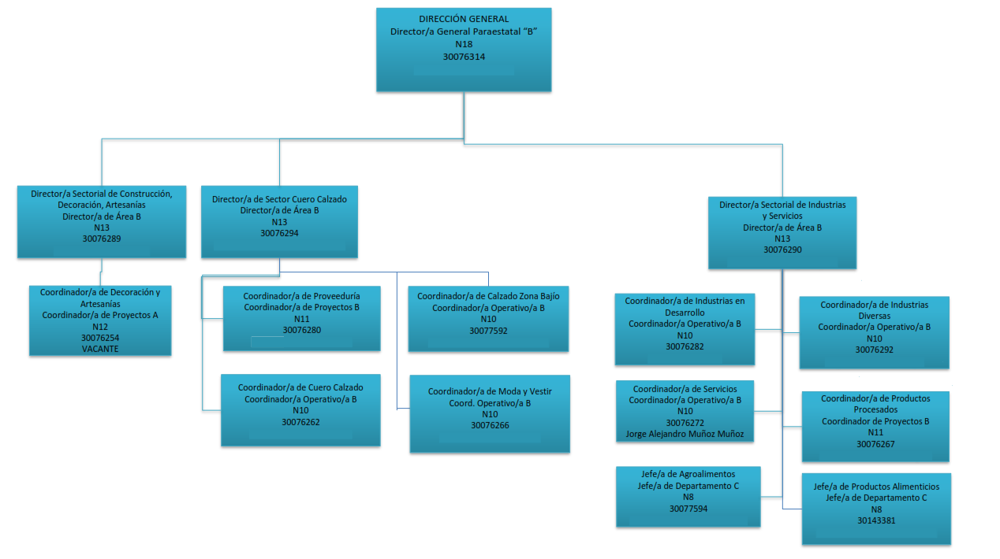 DIRECCIÓN GENERAL
Director/a General Paraestatal “B”
N18
30076314
Director/a Sectorial de Construcción,
Decoración, Artesanías
Director/a de Área B
N13
30076289
Director/a de Sector Cuero Calzado
Director/a de Área B
N13
30076294
Director/a Sectorial de Industrias
y Servicios
Director/a de Área B
N13
30076290
Coordinador/a de Decoración y
Artesanías
Coordinador/a de Proyectos A
N12
30076254
VACANTE
Coordinador/a de Proveeduría
Coordinador/a de Proyectos B
N11
30076280
Coordinador/a de Calzado Zona Bajío
Coordinador/a Operativo/a B
N10
30077592
Coordinador/a de Industrias en
Desarrollo
Coordinador/a Operativo/a B
N10
30076282
Coordinador/a de Industrias
Diversas
Coordinador/a Operativo/a B
N10
30076292
Coordinador/a de Cuero Calzado
Coordinador/a Operativo/a B
N10
30076262
Coordinador/a de Moda y Vestir
Coord. Operativo/a B
N10
30076266
Coordinador/a de Servicios
Coordinador/a Operativo/a B
N10
30076272
Jorge Alejandro Muñoz Muñoz
Coordinador/a de Productos
Procesados
Coordinador de Proyectos B
N11
30076267
Jefe/a de Agroalimentos
Jefe/a de Departamento C
N8
30077594
Jefe/a de Productos Alimenticios
Jefe/a de Departamento C
N8
30143381